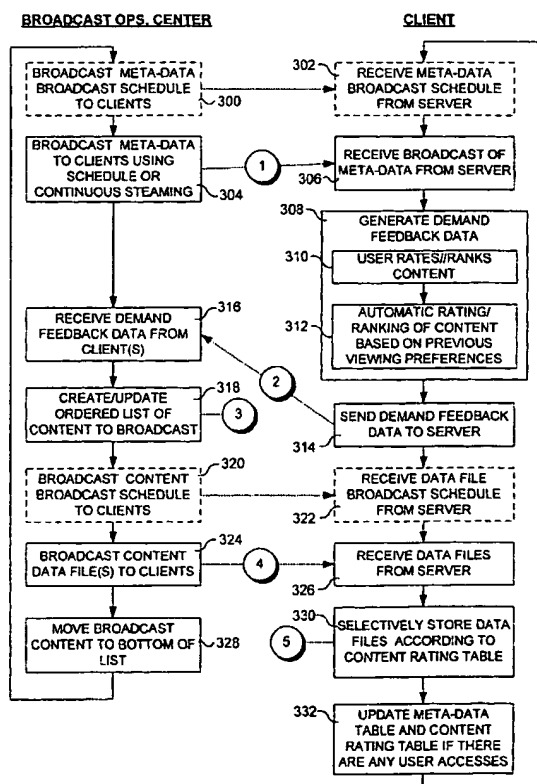 BROADCAST OPS. CENTER
CLIENT
BROADCAST META-DATA
BROADCAST SCHEDULE
TO CLIENTS
300
302
RECEIVE META-DATA
BROADCAST SCHEDULE
FROM SERVER
BROADCAST META-DATA
TO CLIENTS USING
SCHEDULE OR
CONTINUOUS STEAMING
304
1
RECEIVE BROADCAST OF
META-DATA FROM SERVER
306
308
GENERATE DEMAND
FEEDBACK DATA
310
USER RATES//RANKS
CONTENT
312
AUTOMATIC RATING/
RANKING OF CONTENT
BASED ON PREVIOUS
VIEWING PREFERENCES
316
RECEIVE DEMAND
FEEDBACK DATA FROM
CLIENT(S)
2
318
CREATE/UPDATE
ORDERED LIST OF
CONTENT TO BROADCAST
3
SEND DEMAND FEEDBACK
DATA TO SERVER
314
320
BROADCAST CONTENT
BROADCAST SCHEDULE
TO CLIENTS
RECEIVE DATA FILE
BROADCAST SCHEDULE
FROM SERVER
322
324
BROADCAST CONTENT
DATA FILE(S) TO CLIENTS
4
RECEIVE DATA FILES
FROM SERVER
326
MOVE BROADCAST
CONTENT TO BOTTOM OF
LIST
328
330
5
SELECTIVELY STORE DATA
FILES ACCORDING TO
CONTENT RATING TABLE
332
UPDATE META-DATA
TABLE AND CONTENT
RATING TABLE IF THERE
ARE ANY USER ACCESSES